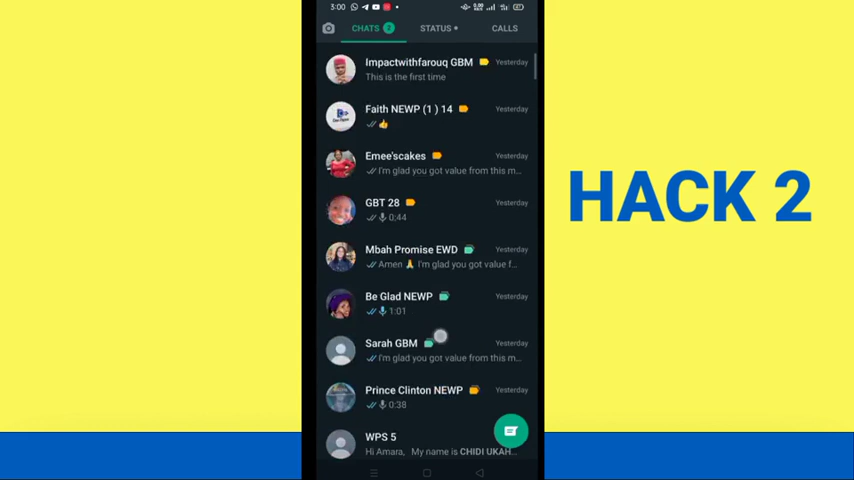 3:00
CHATS 2 STATUS CALLS
Impactwithfarouq GBM Yesterday
This is the first time
Faith NEWP (1 ) 14 Yesterday
👍
Emee'scakes Yesterday
I'm glad you got value from this m...
GBT 28 Yesterday
0:44
Mbah Promise EWD Yesterday
Amen 🙏 I'm glad you got value f...
Be Glad NEWP Yesterday
1:01
Sarah GBM Yesterday
I'm glad you got value from this m...
Prince Clinton NEWP Yesterday
0:38
WPS 5
Hi Amara, My name is CHIDI UKAH...
HACK 2